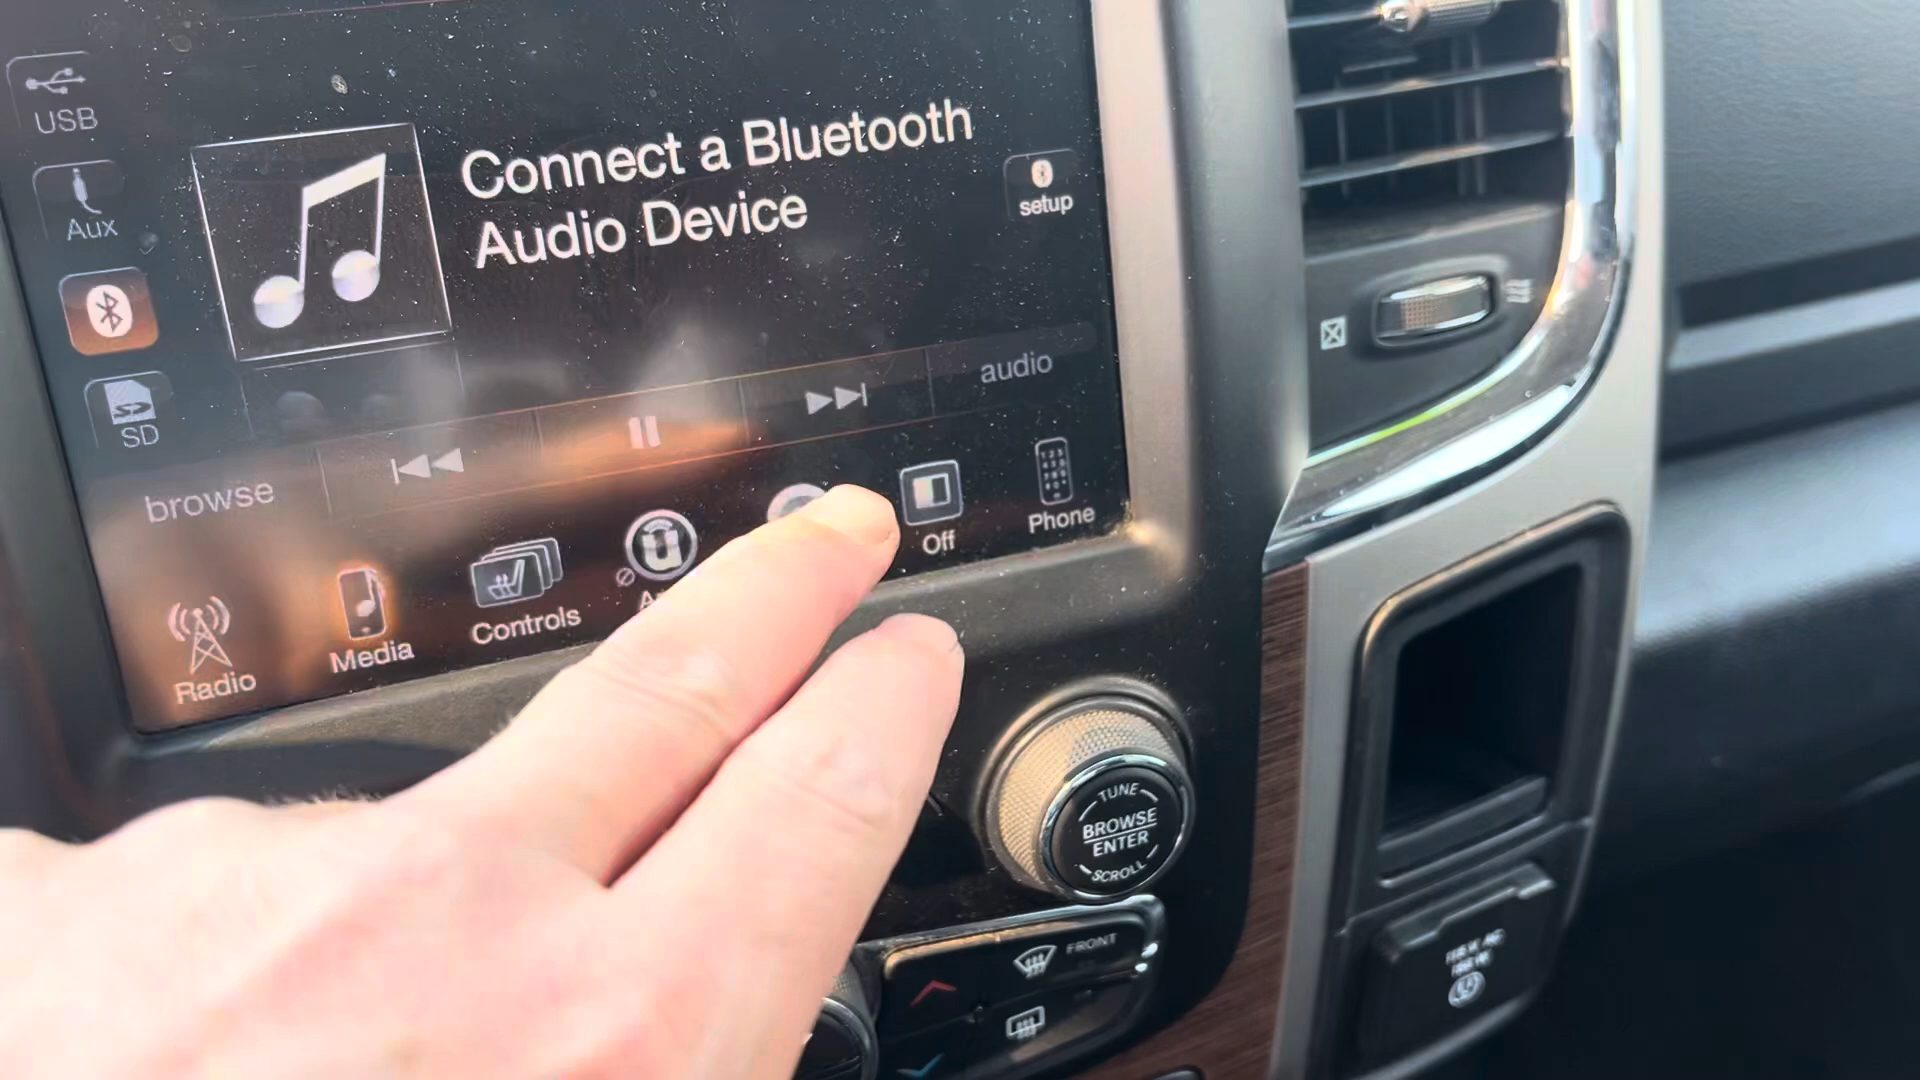 USB
Connect a Bluetooth
Audio Device
setup
Aux
SD
browse
audio
Radio
Media
Controls
Off
Phone
TUNE
BROWSE
ENTER
SCROLL
FRONT